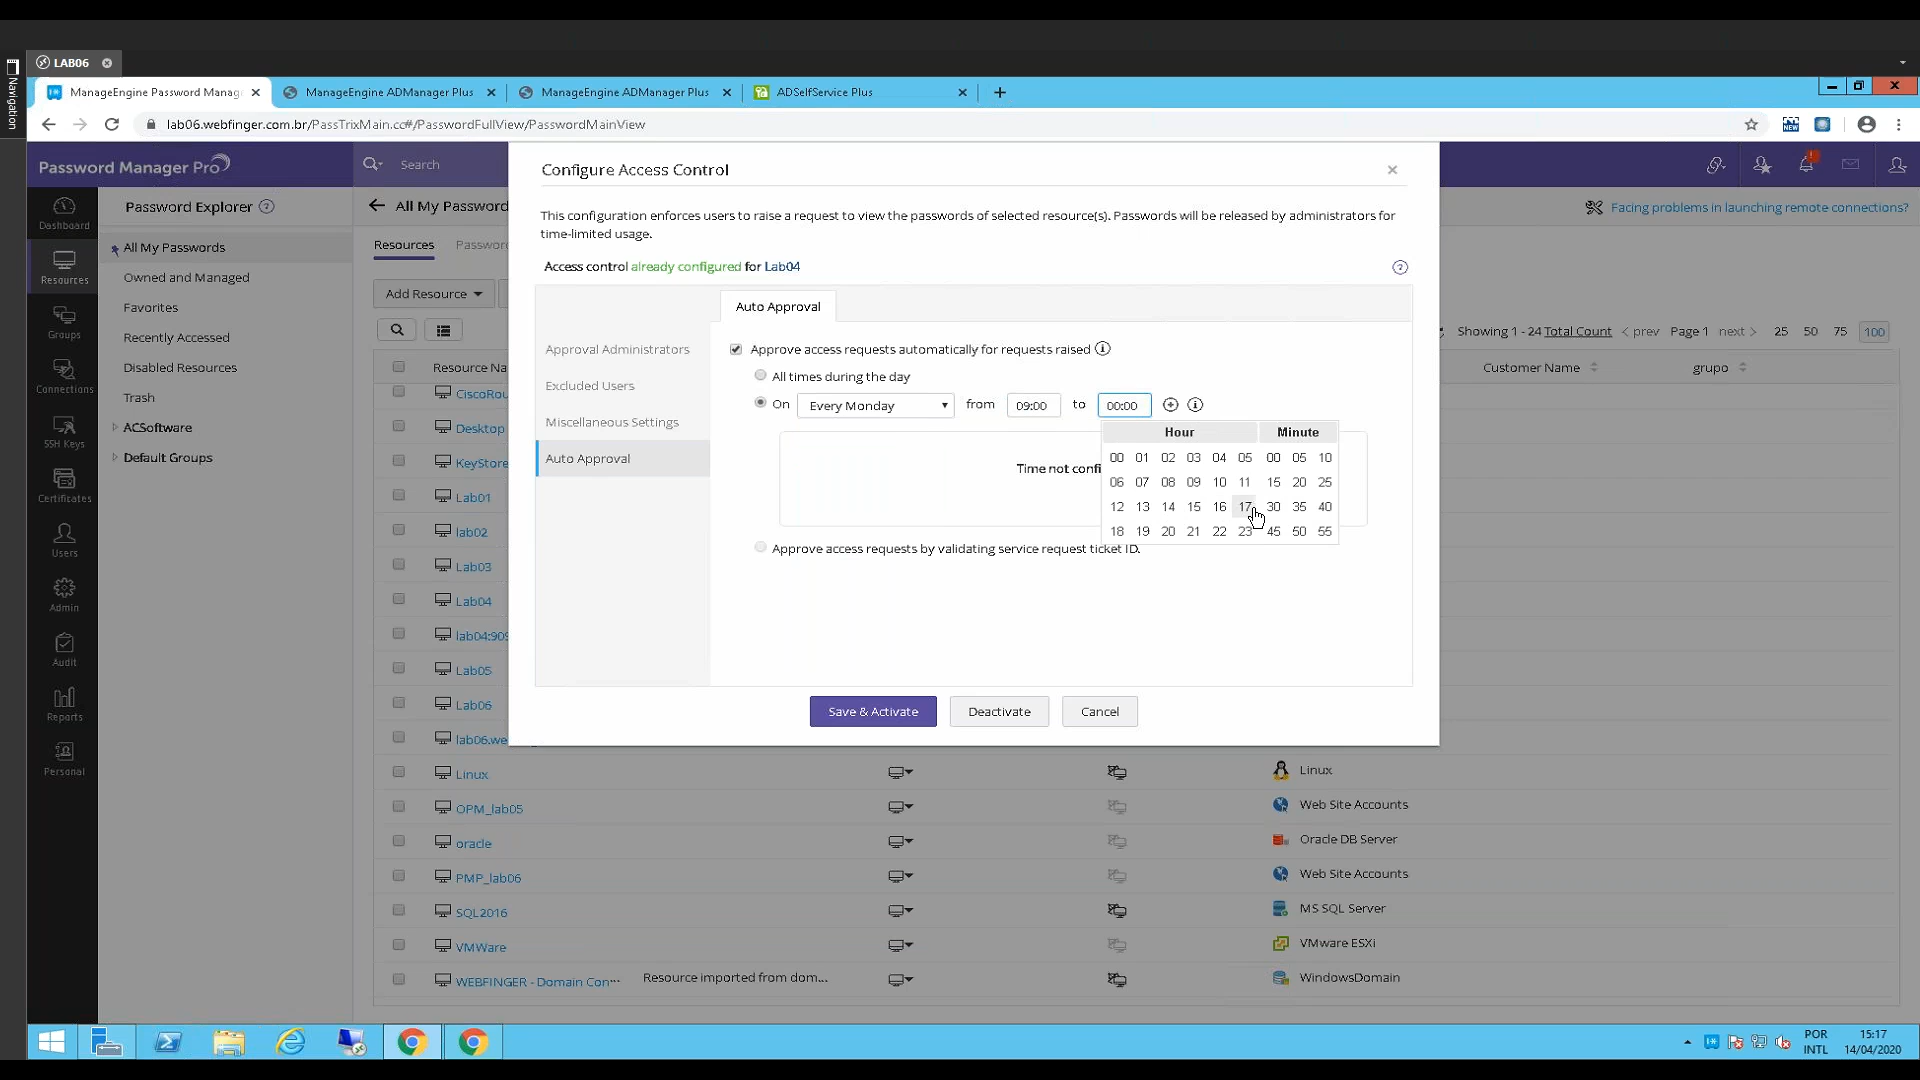 LAB06
Navigation
ManageEngine Password Manag
ManageEngine ADManager Plus
ManageEngine ADManager Plus
ADSelfService Plus
lab06.webfinger.com.br/PassTrixMain.cc#/PasswordFullView/PasswordMainView
NEW
Password Manager Pro
Search
Configure Access Control
Dashboard
Resources
Groups
Connections
SSH Keys
Certificates
Users
Admin
Audit
Reports
Personal
Password Explorer
All My Passwords
Owned and Managed
Favorites
Recently Accessed
Disabled Resources
Trash
ACSoftware
Default Groups
All My Password
Facing problems in launching remote connections?
Resources
Password
Add Resource
Showing 1 - 24 Total Count < prev Page 1 next > 25 50 75 100
Resource Na
Customer Name
grupo
This configuration enforces users to raise a request to view the passwords of selected resource(s). Passwords will be released by administrators for
time-limited usage.
Access control already configured for Lab04
Auto Approval
Approval Administrators
Excluded Users
Miscellaneous Settings
Auto Approval
Approve access requests automatically for requests raised
All times during the day
On Every Monday from 09:00 to 00:00
Time not confi
Hour Minute
00 01 02 03 04 05 00 05 10
06 07 08 09 10 11 15 20 25
12 13 14 15 16 17 30 35 40
18 19 20 21 22 23 45 50 55
Approve access requests by validating service request ticket ID.
Save & Activate
Deactivate
Cancel
CiscoRou
Desktop
KeyStore
Lab01
lab02
Lab03
Lab04
lab04:909
Lab05
Lab06
lab06.we
Linux Linux
OPM_lab05 Web Site Accounts
oracle Oracle DB Server
PMP_lab06 Web Site Accounts
SQL2016 MS SQL Server
VMWare VMware ESXi
WEBFINGER - Domain Con··· Resource imported from dom... WindowsDomain
POR
INTL
15:17
14/04/2020